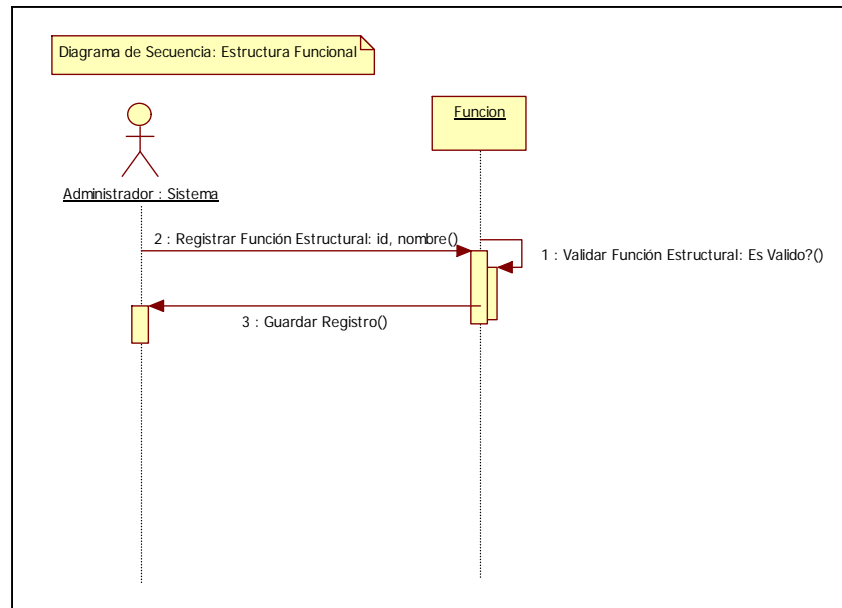 Diagrama de Secuencia: Estructura Funcional
Funcion
Administrador : Sistema
2 : Registrar Función Estructural: id, nombre()
1 : Validar Función Estructural: Es Valido?()
3 : Guardar Registro()